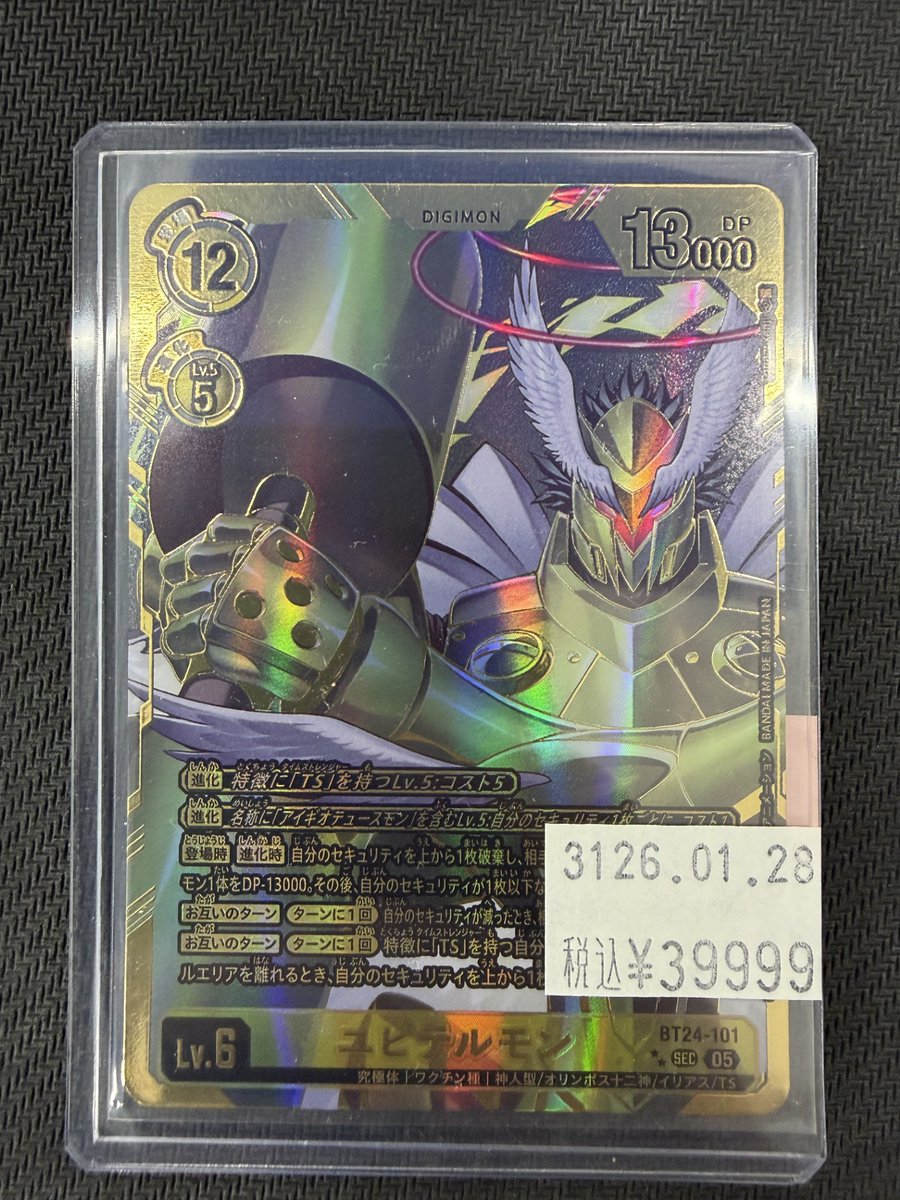 DIGIMON
12
13000
DP
Lv.5
5
BANDAI MADE IN JAPAN
進化 特徴に「TS」を持つLv.5:コスト5
進化 名称に「アイギオテュースモン」を含むLv.5:自分のセキュリティ1枚ごとに-コスト1
登場時 進化時 自分のセキュリティを上から1枚破棄し、相手
モン1体をDP-13000。その後、自分のセキュリティが1枚以下な
お互いのターン ターンに1回 自分のセキュリティが減ったとき、
お互いのターン ターンに1回 特徴に「TS」を持つ自分
ルエリアを離れるとき、自分のセキュリティを上から1枚
3126.01.28
税込¥39999
Lv.6
ユピテルモン
BT24-101
SEC 05
究極体 | ワクチン種 | 神人型/オリンポス十二神/イリアス/TS